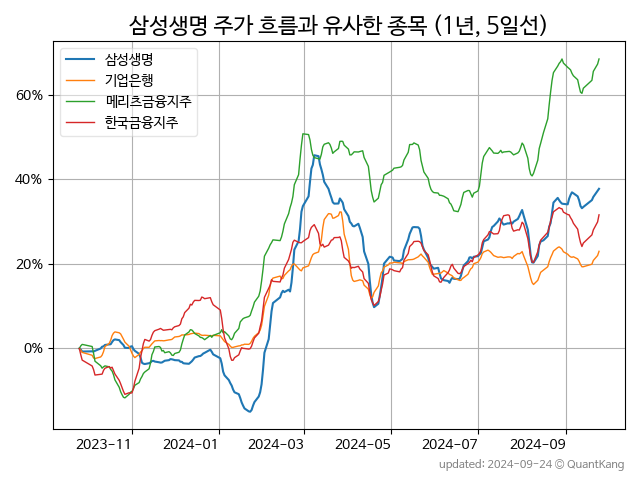 삼성생명 주가 흐름과 유사한 종목 (1년, 5일선)
삼성생명
기업은행
메리츠금융지주
한국금융지주
60%
40%
20%
0%
2023-11
2024-01
2024-03
2024-05
2024-07
2024-09
updated: 2024-09-24 © QuantKang